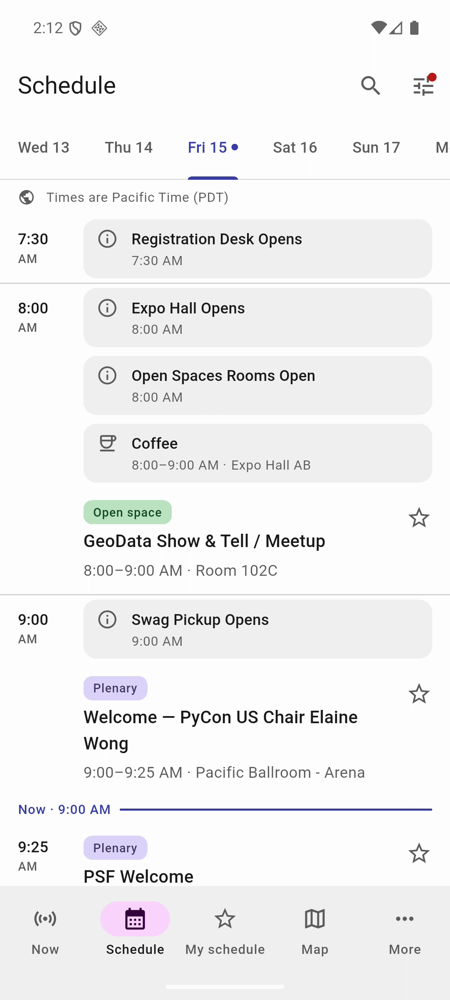 2:12
Schedule
Wed 13
Thu 14
Fri 15
Sat 16
Sun 17
M
Times are Pacific Time (PDT)
7:30
AM
Registration Desk Opens
7:30 AM
8:00
AM
Expo Hall Opens
8:00 AM
Open Spaces Rooms Open
8:00 AM
Coffee
8:00–9:00 AM · Expo Hall AB
Open space
GeoData Show & Tell / Meetup
8:00–9:00 AM · Room 102C
9:00
AM
Swag Pickup Opens
9:00 AM
Plenary
Welcome — PyCon US Chair Elaine
Wong
9:00–9:25 AM · Pacific Ballroom - Arena
Now · 9:00 AM
9:25
AM
Plenary
PSF Welcome
Now
Schedule
My schedule
Map
More